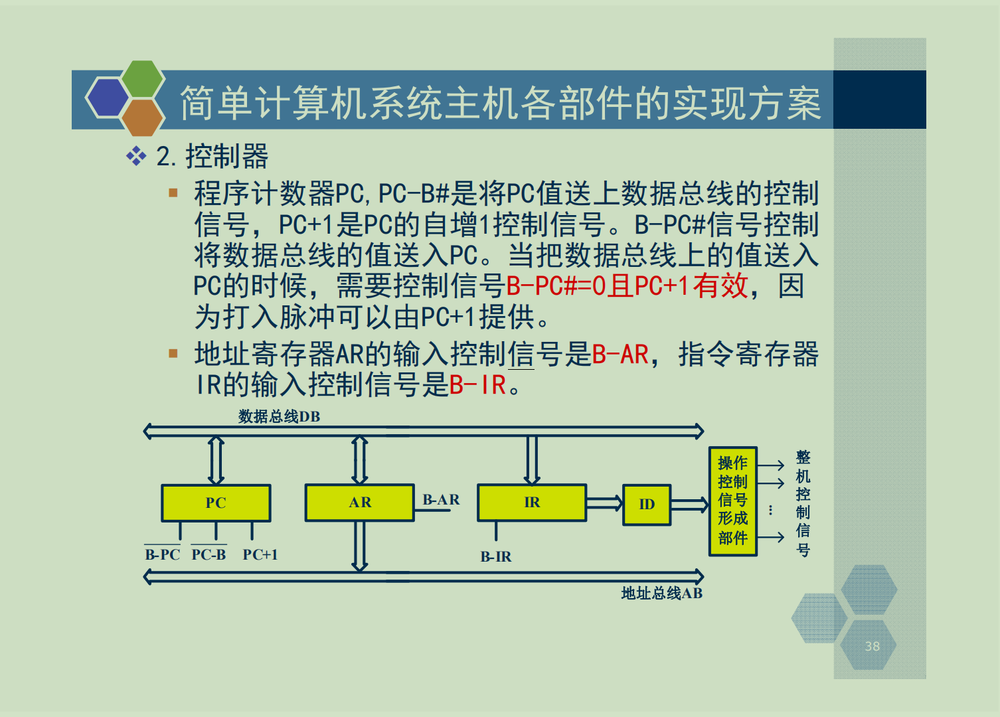 简单计算机系统主机各部件的实现方案
2.控制器
程序计数器PC,PC-B#是将PC值送上数据总线的控制
信号，PC+1是PC的自增1控制信号。B-PC#信号控制
将数据总线的值送入PC。当把数据总线上的值送入
PC的时候，需要控制信号B-PC#=0且PC+1有效，因
为打入脉冲可以由PC+1提供。
地址寄存器AR的输入控制信号是B-AR，指令寄存器
IR的输入控制信号是B-IR。
数据总线DB
PC
AR
B-AR
IR
ID
操作
控制
信号
形成
部件
⋮
整
机
控
制
信
号
B-PC
PC-B
PC+1
B-IR
地址总线AB
38